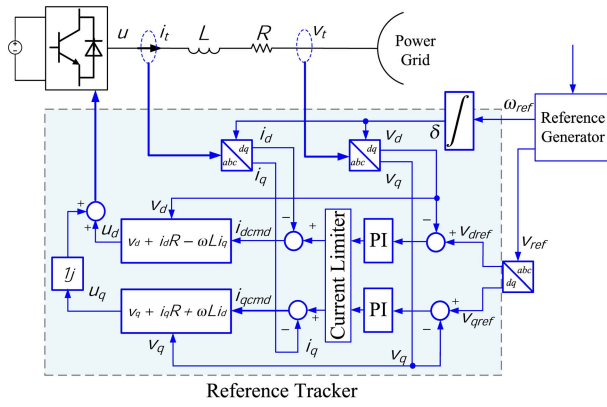 u
i_t
L
R
v_t
Power
Grid
δ
∫
ω_ref
Reference
Generator
i_d
dq
abc
i_q
v_d
dq
abc
v_q
v_ref
v_d
u_d
v_d + i_dR − ωLi_q
i_dcmd
−
+
Current Limiter
PI
−
+
v_dref
abc
dq
+
+
1j
u_q
v_q + i_qR + ωLi_d
i_qcmd
+
−
PI
+
−
v_qref
v_q
i_q
v_q
Reference Tracker